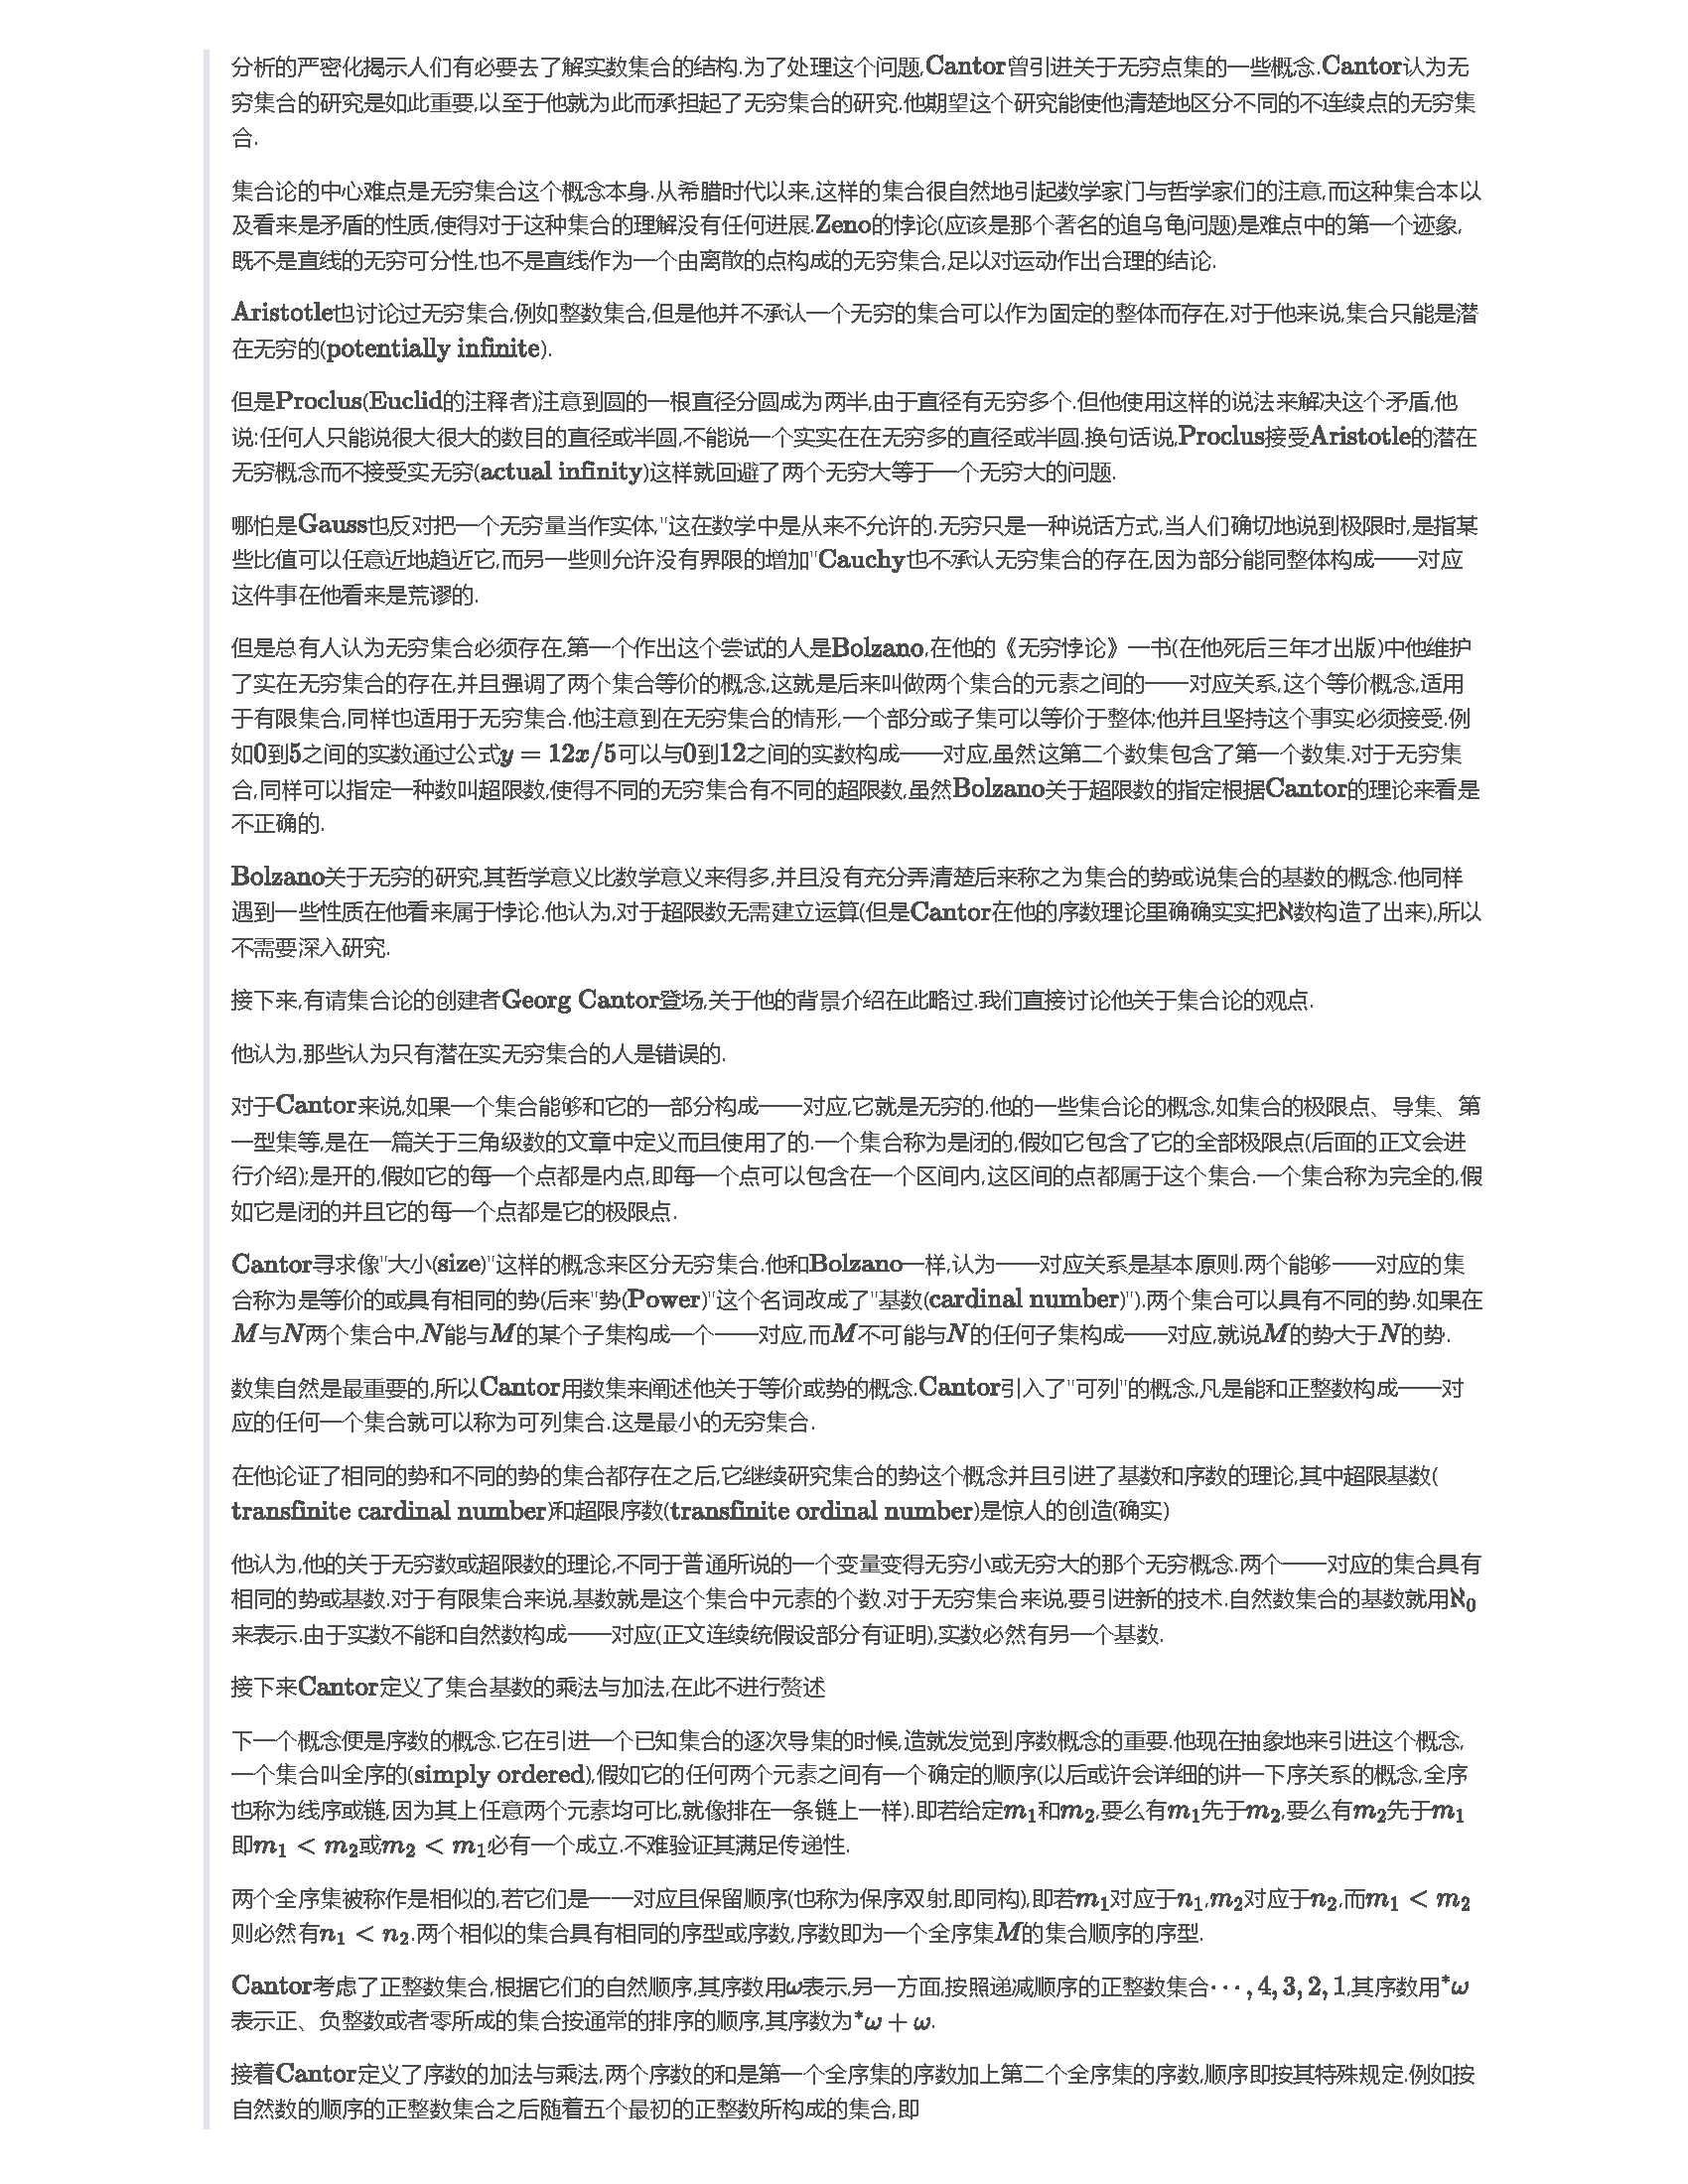 分析的严密化揭示人们有必要去了解实数集合的结构.为了处理这个问题,Cantor曾引进关于无穷点集的一些概念.Cantor认为无
穷集合的研究是如此重要,以至于他就为此而承担起了无穷集合的研究.他期望这个研究能使他清楚地区分不同的不连续点的无穷集
合.
集合论的中心难点是无穷集合这个概念本身.从希腊时代以来,这样的集合很自然地引起数学家门与哲学家们的注意,而这种集合本以
及看来是矛盾的性质,使得对于这种集合的理解没有任何进展.Zeno的悖论(应该是那个著名的追乌龟问题)是难点中的第一个迹象,
既不是直线的无穷可分性,也不是直线作为一个由离散的点构成的无穷集合,足以对运动作出合理的结论.
Aristotle也讨论过无穷集合,例如整数集合,但是他并不承认一个无穷的集合可以作为固定的整体而存在,对于他来说,集合只能是潜
在无穷的(potentially infinite).
但是Proclus(Euclid的注释者)注意到圆的一根直径分圆成为两半,由于直径有无穷多个.但他使用这样的说法来解决这个矛盾,他
说:任何人只能说很大很大的数目的直径或半圆,不能说一个实实在在无穷多的直径或半圆.换句话说,Proclus接受Aristotle的潜在
无穷概念而不接受实无穷(actual infinity)这样就回避了两个无穷大等于一个无穷大的问题.
哪怕是Gauss也反对把一个无穷量当作实体,"这在数学中是从来不允许的.无穷只是一种说话方式,当人们确切地说到极限时,是指某
些比值可以任意近地趋近它,而另一些则允许没有界限的增加"Cauchy也不承认无穷集合的存在,因为部分能同整体构成一一对应
这件事在他看来是荒谬的.
但是总有人认为无穷集合必须存在,第一个作出这个尝试的人是Bolzano,在他的《无穷悖论》一书(在他死后三年才出版)中他维护
了实在无穷集合的存在,并且强调了两个集合等价的概念,这就是后来叫做两个集合的元素之间的一一对应关系,这个等价概念,适用
于有限集合,同样也适用于无穷集合.他注意到在无穷集合的情形,一个部分或子集可以等价于整体;他并且坚持这个事实必须接受.例
如0到5之间的实数通过公式y = 12x/5可以与0到12之间的实数构成一一对应,虽然这第二个数集包含了第一个数集.对于无穷集
合,同样可以指定一种数叫超限数,使得不同的无穷集合有不同的超限数,虽然Bolzano关于超限数的指定根据Cantor的理论来看是
不正确的.
Bolzano关于无穷的研究,其哲学意义比数学意义来得多,并且没有充分弄清楚后来称之为集合的势或说集合的基数的概念.他同样
遇到一些性质在他看来属于悖论.他认为,对于超限数无需建立运算(但是Cantor在他的序数理论里确确实实把ℵ数构造了出来),所以
不需要深入研究.
接下来,有请集合论的创建者Georg Cantor登场,关于他的背景介绍在此略过.我们直接讨论他关于集合论的观点.
他认为,那些认为只有潜在实无穷集合的人是错误的.
对于Cantor来说,如果一个集合能够和它的一部分构成一一对应,它就是无穷的.他的一些集合论的概念,如集合的极限点、导集、第
一型集等,是在一篇关于三角级数的文章中定义而且使用了的.一个集合称为是闭的,假如它包含了它的全部极限点(后面的正文会进
行介绍);是开的,假如它的每一个点都是内点,即每一个点可以包含在一个区间内,这区间的点都属于这个集合.一个集合称为完全的,假
如它是闭的并且它的每一个点都是它的极限点.
Cantor寻求像"大小(size)"这样的概念来区分无穷集合.他和Bolzano一样,认为一一对应关系是基本原则.两个能够一一对应的集
合称为是等价的或具有相同的势(后来"势(Power)"这个名词改成了"基数(cardinal number)").两个集合可以具有不同的势.如果在
M与N两个集合中,N能与M的某个子集构成一个一一对应,而M不可能与N的任何子集构成一一对应,就说M的势大于N的势.
数集自然是最重要的,所以Cantor用数集来阐述他关于等价或势的概念.Cantor引入了"可列"的概念,凡是能和正整数构成一一对
应的任何一个集合就可以称为可列集合.这是最小的无穷集合.
在他论证了相同的势和不同的势的集合都存在之后,它继续研究集合的势这个概念并且引进了基数和序数的理论,其中超限基数(
transfinite cardinal number)和超限序数(transfinite ordinal number)是惊人的创造(确实)
他认为,他的关于无穷数或超限数的理论,不同于普通所说的一个变量变得无穷小或无穷大的那个无穷概念.两个一一对应的集合具有
相同的势或基数.对于有限集合来说,基数就是这个集合中元素的个数.对于无穷集合来说,要引进新的技术.自然数集合的基数就用ℵ₀
来表示.由于实数不能和自然数构成一一对应(正文连续统假设部分有证明),实数必然有另一个基数.
接下来Cantor定义了集合基数的乘法与加法,在此不进行赘述
下一个概念便是序数的概念.它在引进一个已知集合的逐次导集的时候,造就发觉到序数概念的重要.他现在抽象地来引进这个概念,
一个集合叫全序的(simply ordered),假如它的任何两个元素之间有一个确定的顺序(以后或许会详细的讲一下序关系的概念,全序
也称为线序或链,因为其上任意两个元素均可比,就像排在一条链上一样).即若给定m₁和m₂,要么有m₁先于m₂,要么有m₂先于m₁
即m₁ < m₂或m₂ < m₁必有一个成立.不难验证其满足传递性.
两个全序集被称作是相似的,若它们是一一对应且保留顺序(也称为保序双射,即同构),即若m₁对应于n₁,m₂对应于n₂,而m₁ < m₂
则必然有n₁ < n₂.两个相似的集合具有相同的序型或序数,序数即为一个全序集M的集合顺序的序型.
Cantor考虑了正整数集合,根据它们的自然顺序,其序数用ω表示,另一方面,按照递减顺序的正整数集合⋯ , 4, 3, 2, 1,其序数用*ω
表示正、负整数或者零所成的集合按通常的排序的顺序,其序数为*ω + ω.
接着Cantor定义了序数的加法与乘法,两个序数的和是第一个全序集的序数加上第二个全序集的序数,顺序即按其特殊规定.例如按
自然数的顺序的正整数集合之后随着五个最初的正整数所构成的集合,即